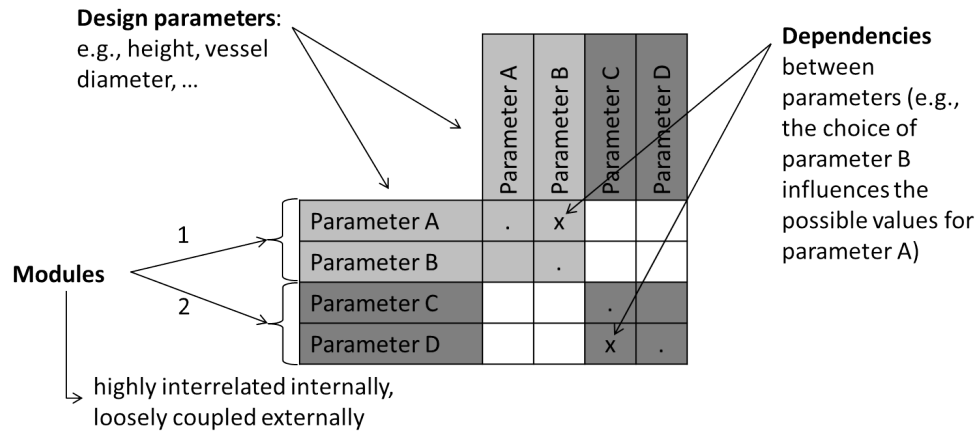 Design parameters:
e.g., height, vessel
diameter, ...
Dependencies
between
parameters (e.g.,
the choice of
parameter B
influences the
possible values for
parameter A)
Parameter A
Parameter B
Parameter C
Parameter D
Parameter A . x
Parameter B .
Parameter C .
Parameter D x .
Modules
1
2
highly interrelated internally,
loosely coupled externally